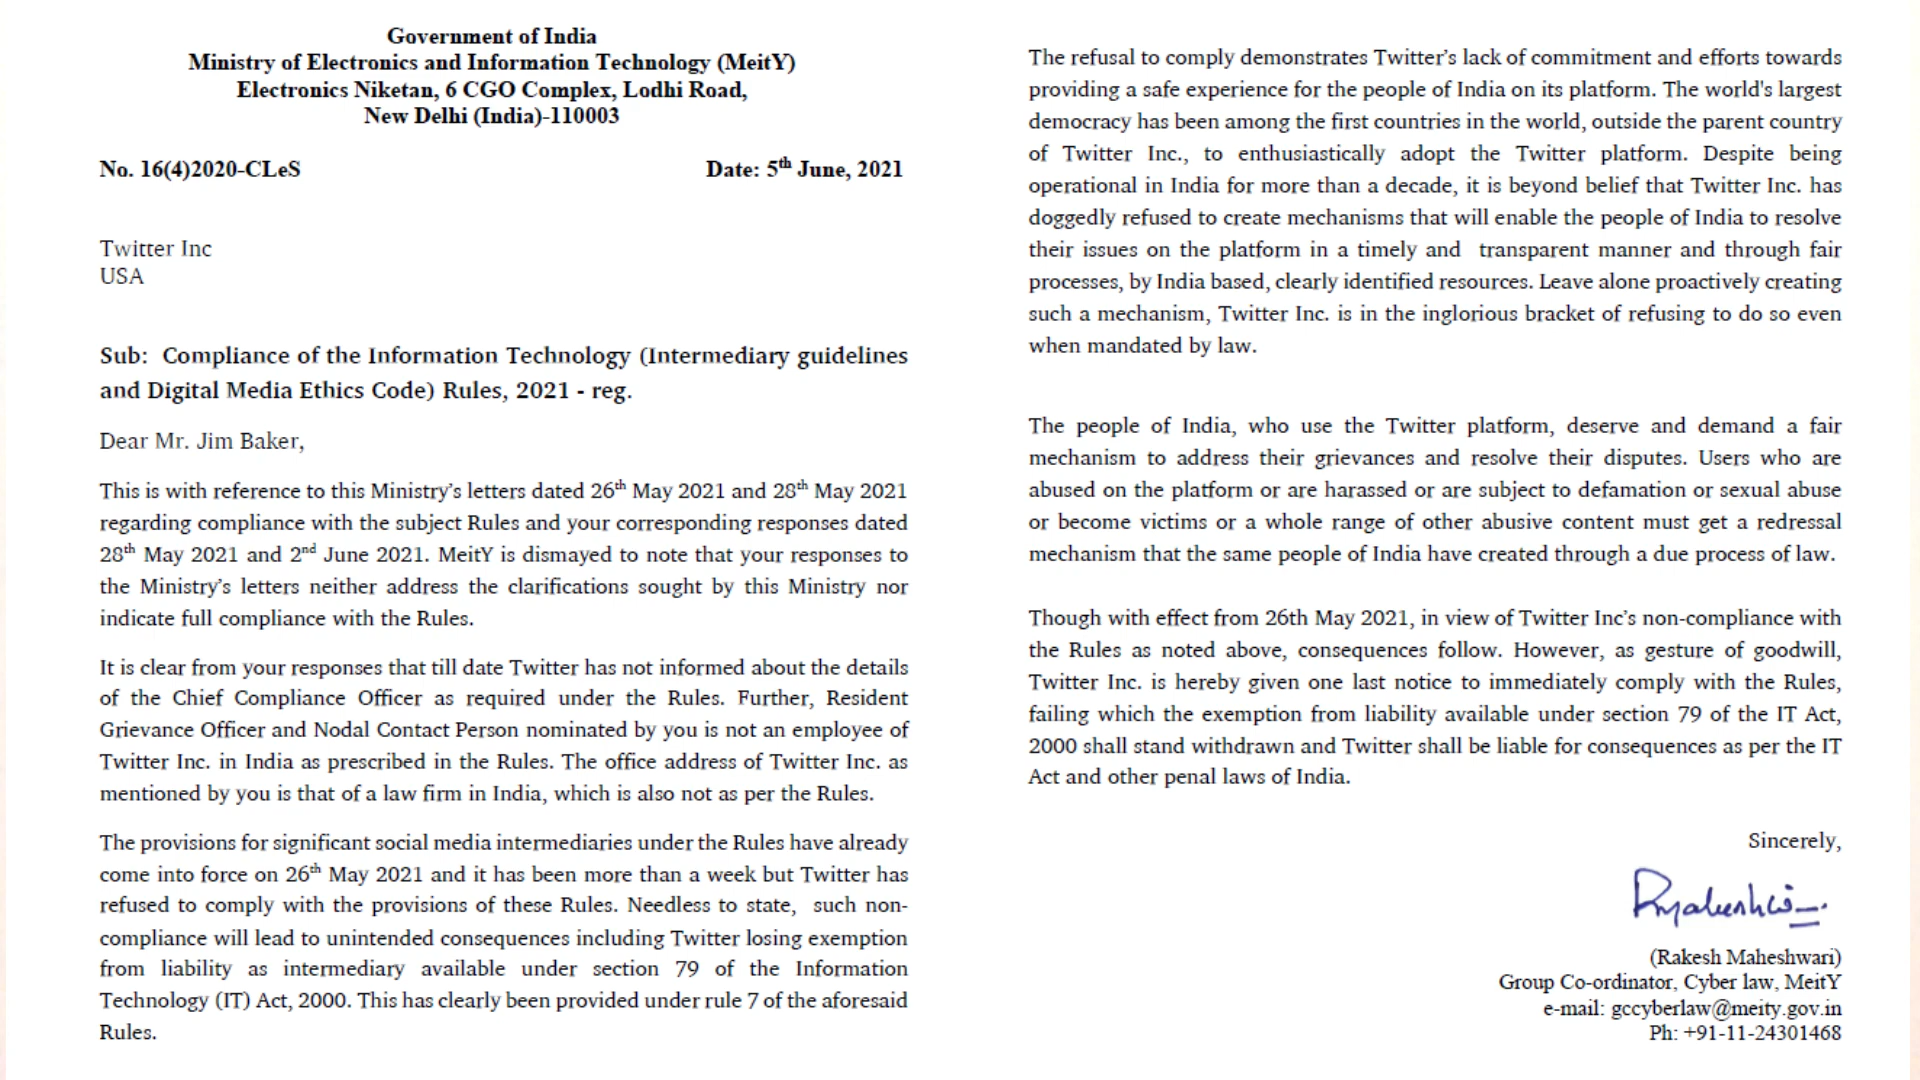 Government of India
Ministry of Electronics and Information Technology (MeitY)
Electronics Niketan, 6 CGO Complex, Lodhi Road,
New Delhi (India)-110003
No. 16(4)2020-CLeS Date: 5th June, 2021
Twitter Inc
USA
Sub: Compliance of the Information Technology (Intermediary guidelines
and Digital Media Ethics Code) Rules, 2021 - reg.
Dear Mr. Jim Baker,
This is with reference to this Ministry’s letters dated 26th May 2021 and 28th May 2021
regarding compliance with the subject Rules and your corresponding responses dated
28th May 2021 and 2nd June 2021. MeitY is dismayed to note that your responses to
the Ministry’s letters neither address the clarifications sought by this Ministry nor
indicate full compliance with the Rules.
It is clear from your responses that till date Twitter has not informed about the details
of the Chief Compliance Officer as required under the Rules. Further, Resident
Grievance Officer and Nodal Contact Person nominated by you is not an employee of
Twitter Inc. in India as prescribed in the Rules. The office address of Twitter Inc. as
mentioned by you is that of a law firm in India, which is also not as per the Rules.
The provisions for significant social media intermediaries under the Rules have already
come into force on 26th May 2021 and it has been more than a week but Twitter has
refused to comply with the provisions of these Rules. Needless to state, such non-
compliance will lead to unintended consequences including Twitter losing exemption
from liability as intermediary available under section 79 of the Information
Technology (IT) Act, 2000. This has clearly been provided under rule 7 of the aforesaid
Rules.
The refusal to comply demonstrates Twitter’s lack of commitment and efforts towards
providing a safe experience for the people of India on its platform. The world's largest
democracy has been among the first countries in the world, outside the parent country
of Twitter Inc., to enthusiastically adopt the Twitter platform. Despite being
operational in India for more than a decade, it is beyond belief that Twitter Inc. has
doggedly refused to create mechanisms that will enable the people of India to resolve
their issues on the platform in a timely and transparent manner and through fair
processes, by India based, clearly identified resources. Leave alone proactively creating
such a mechanism, Twitter Inc. is in the inglorious bracket of refusing to do so even
when mandated by law.
The people of India, who use the Twitter platform, deserve and demand a fair
mechanism to address their grievances and resolve their disputes. Users who are
abused on the platform or are harassed or are subject to defamation or sexual abuse
or become victims or a whole range of other abusive content must get a redressal
mechanism that the same people of India have created through a due process of law.
Though with effect from 26th May 2021, in view of Twitter Inc’s non-compliance with
the Rules as noted above, consequences follow. However, as gesture of goodwill,
Twitter Inc. is hereby given one last notice to immediately comply with the Rules,
failing which the exemption from liability available under section 79 of the IT Act,
2000 shall stand withdrawn and Twitter shall be liable for consequences as per the IT
Act and other penal laws of India.
Sincerely,
(Rakesh Maheshwari)
Group Co-ordinator, Cyber law, MeitY
e-mail: gccyberlaw@meity.gov.in
Ph: +91-11-24301468